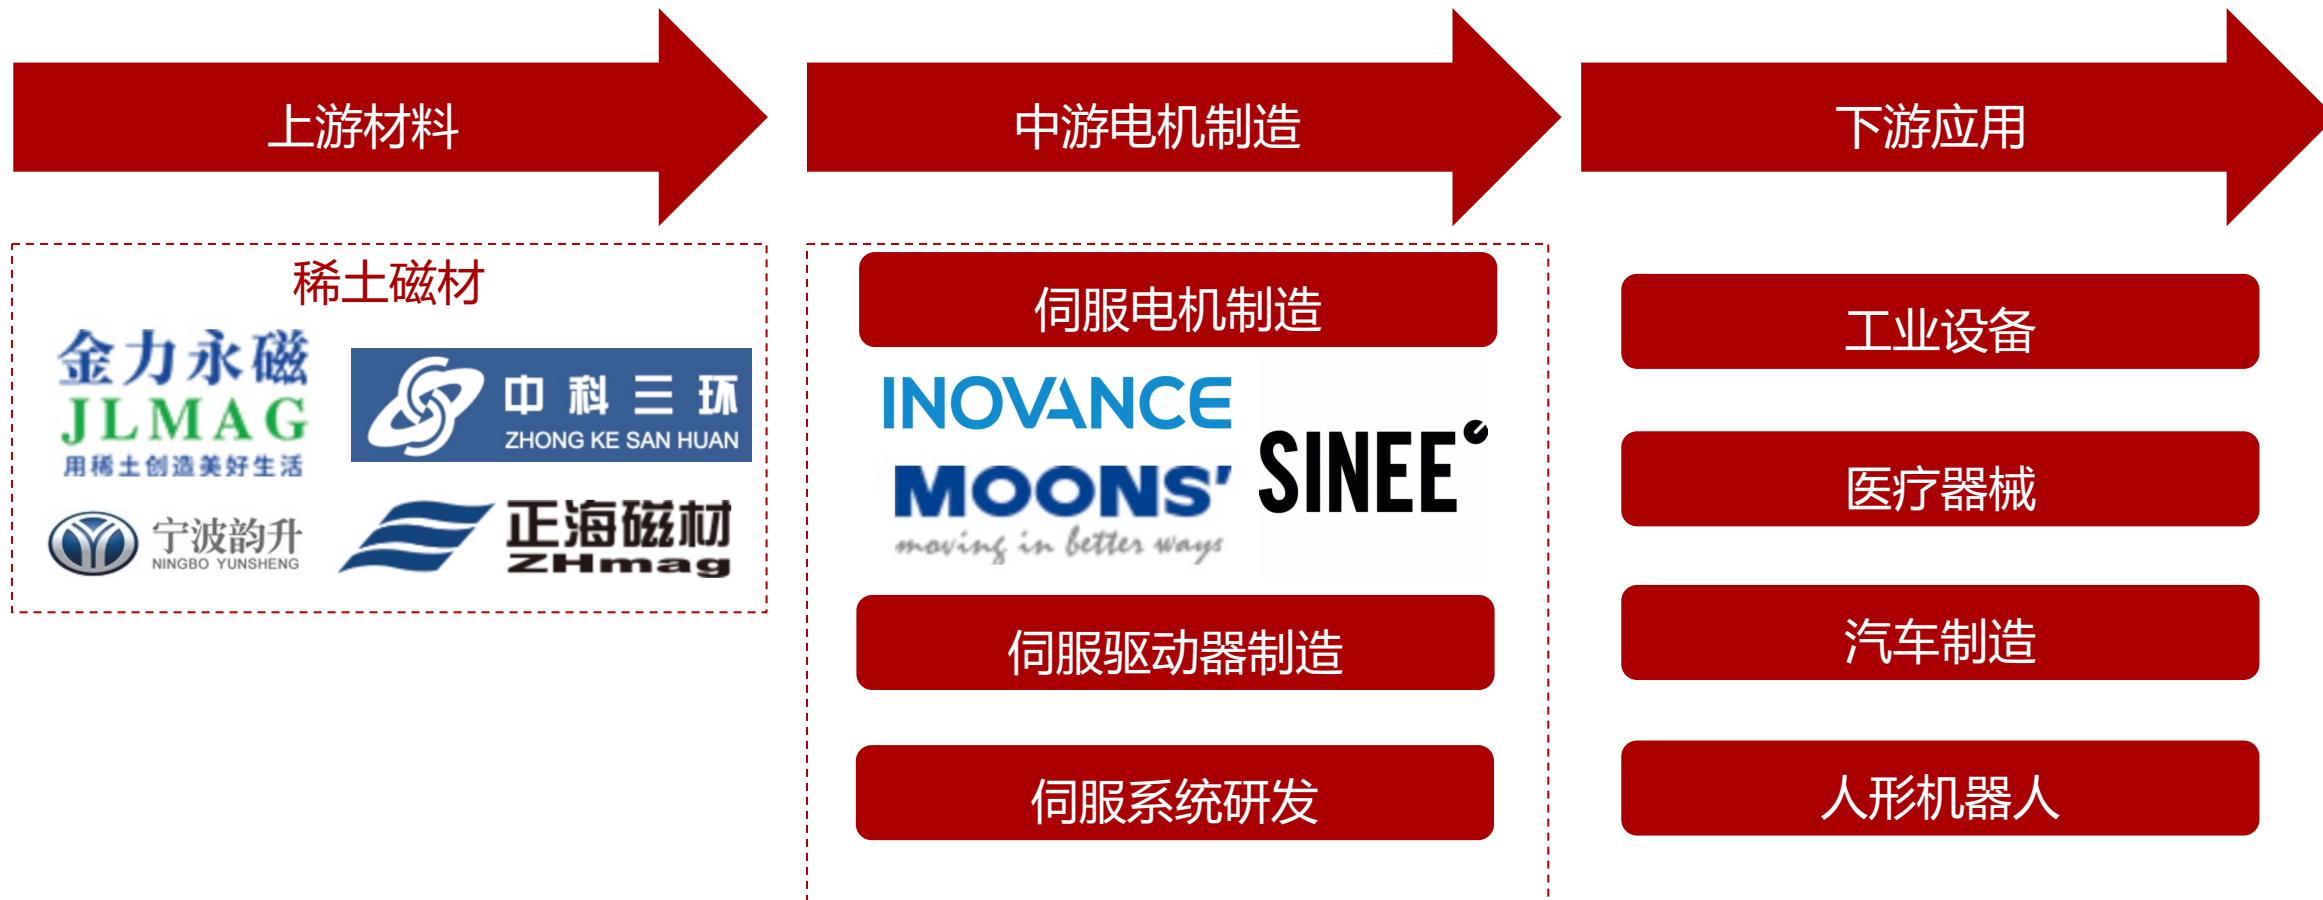 上游材料
中游电机制造
下游应用
稀土磁材
金力永磁
JLMAG
用稀土创造美好生活
中科三环
ZHONG KE SAN HUAN
宁波韵升
NINGBO YUNSHENG
正海磁材
ZHmag
伺服电机制造
INOVANCE
MOONS'
moving in better ways
SINEE
伺服驱动器制造
伺服系统研发
工业设备
医疗器械
汽车制造
人形机器人